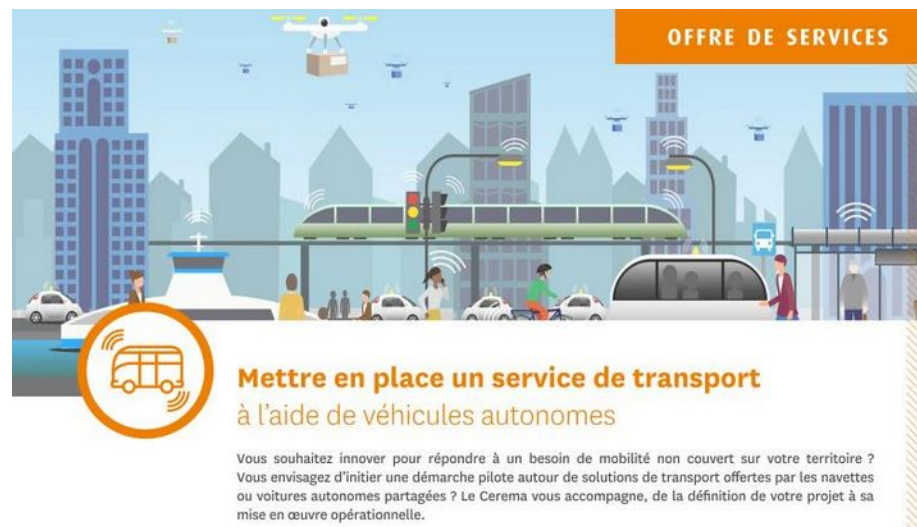 OFFRE DE SERVICES
Mettre en place un service de transport
à l’aide de véhicules autonomes
Vous souhaitez innover pour répondre à un besoin de mobilité non couvert sur votre territoire ?
Vous envisagez d’initier une démarche pilote autour de solutions de transport offertes par les navettes
ou voitures autonomes partagées ? Le Cerema vous accompagne, de la définition de votre projet à sa
mise en œuvre opérationnelle.